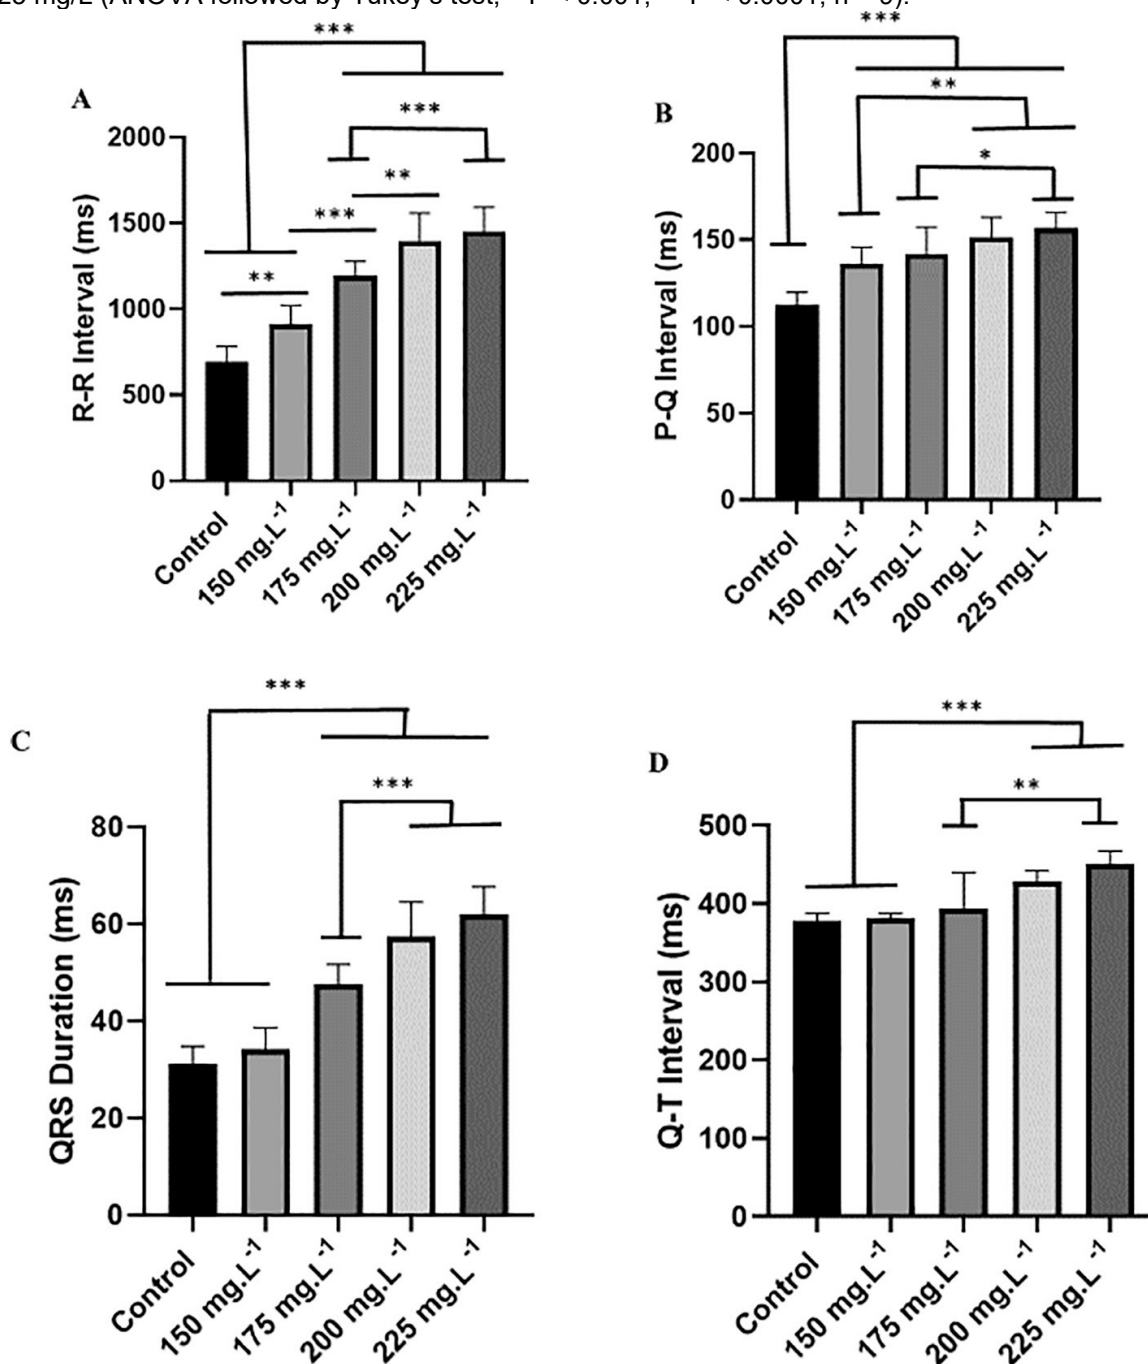 ***
A
***
**
***
**
2000
1500
1000
500
0
R-R Interval (ms)
Control
150 mg.L-1
175 mg.L-1
200 mg.L-1
225 mg.L-1
***
B
**
*
200
150
100
50
0
P-Q Interval (ms)
Control
150 mg.L-1
175 mg.L-1
200 mg.L-1
225 mg.L-1
***
C
***
80
60
40
20
0
QRS Duration (ms)
Control
150 mg.L-1
175 mg.L-1
200 mg.L-1
225 mg.L-1
***
D
**
500
400
300
200
100
0
Q-T Interval (ms)
Control
150 mg.L-1
175 mg.L-1
200 mg.L-1
225 mg.L-1